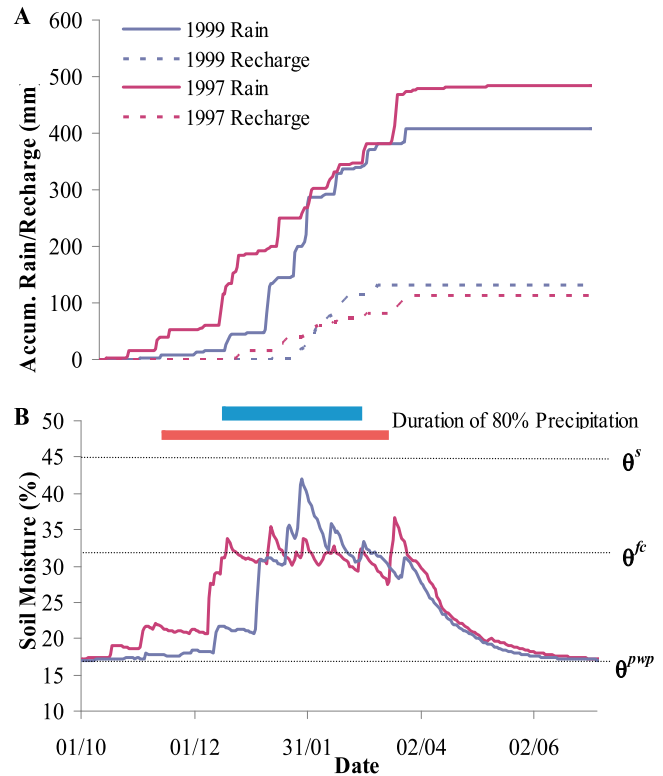 A
600
500
400
300
200
100
0
Accum. Rain/Recharge (mm
1999 Rain
1999 Recharge
1997 Rain
1997 Recharge
B
50
45
40
35
30
25
20
15
10
Soil Moisture (%)
Duration of 80% Precipitation
θˢ
θᶠᶜ
θᵖʷᵖ
01/10
01/12
31/01
02/04
02/06
Date